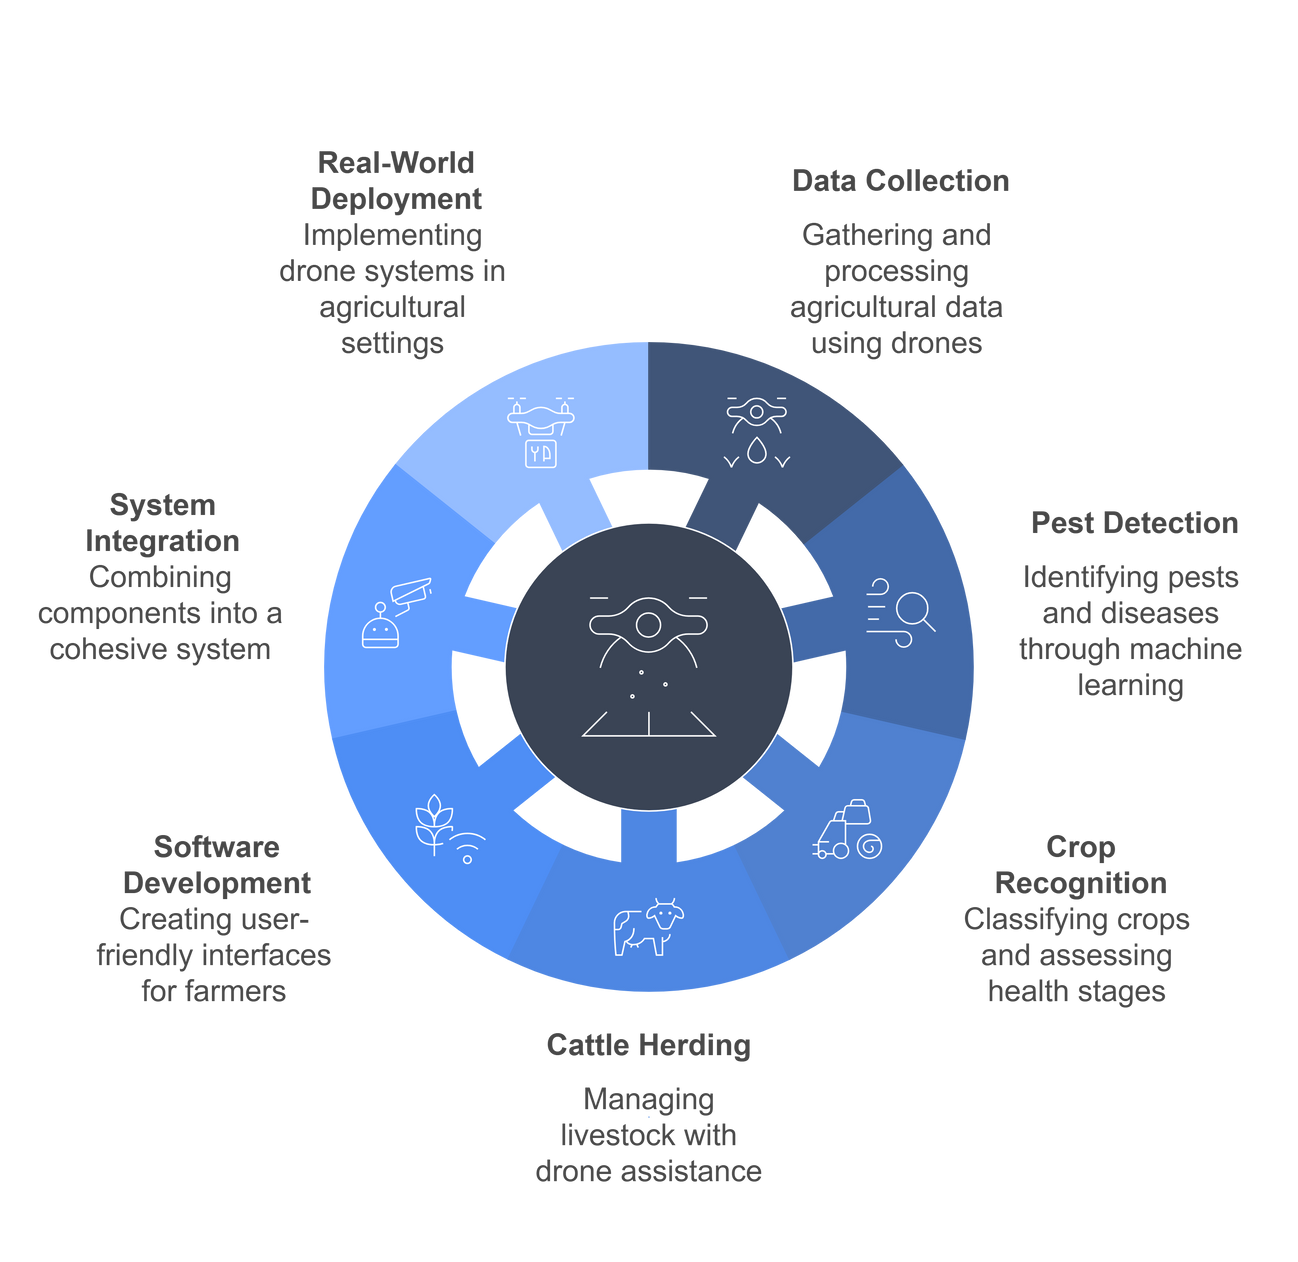 Real-World
Deployment
Implementing
drone systems in
agricultural
settings
Data Collection
Gathering and
processing
agricultural data
using drones
System
Integration
Combining
components into a
cohesive system
Pest Detection
Identifying pests
and diseases
through machine
learning
Software
Development
Creating user-
friendly interfaces
for farmers
Crop
Recognition
Classifying crops
and assessing
health stages
Cattle Herding
Managing
livestock with
drone assistance